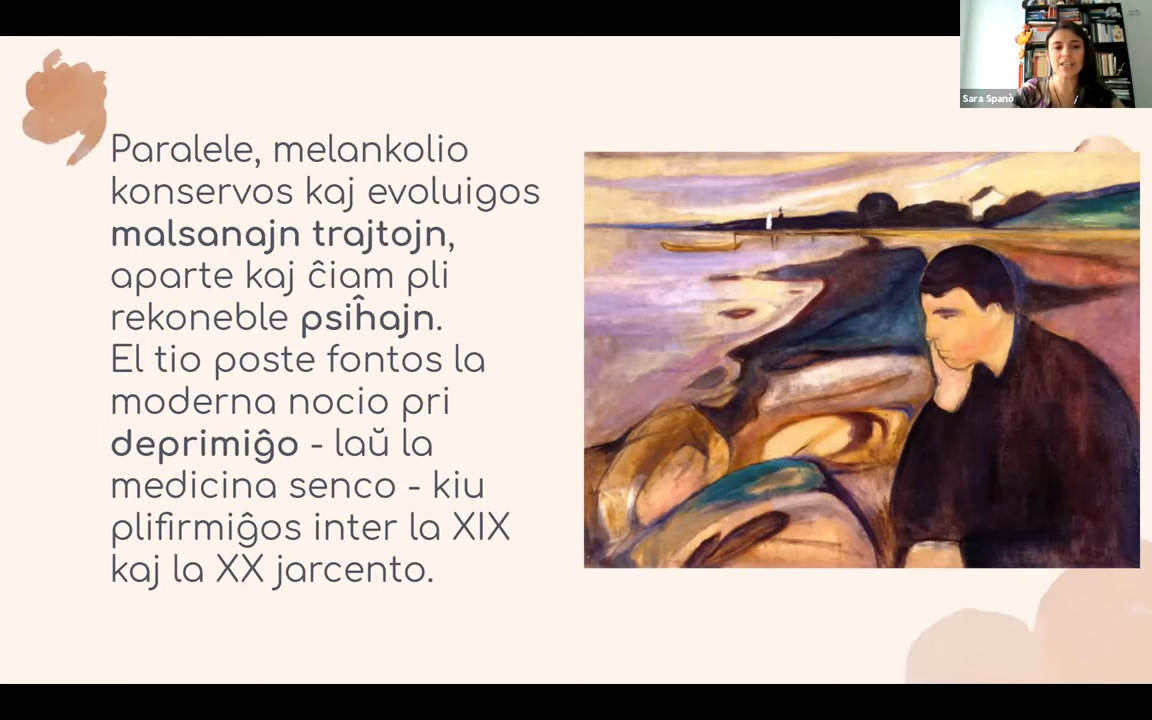 Sara Spanò
Paralele, melankolio
konservos kaj evoluigos
malsanajn trajtojn,
aparte kaj ĉiam pli
rekoneble psiĥajn.
El tio poste fontos la
moderna nocio pri
deprimiĝo - laŭ la
medicina senco - kiu
plifirmiĝos inter la XIX
kaj la XX jarcento.